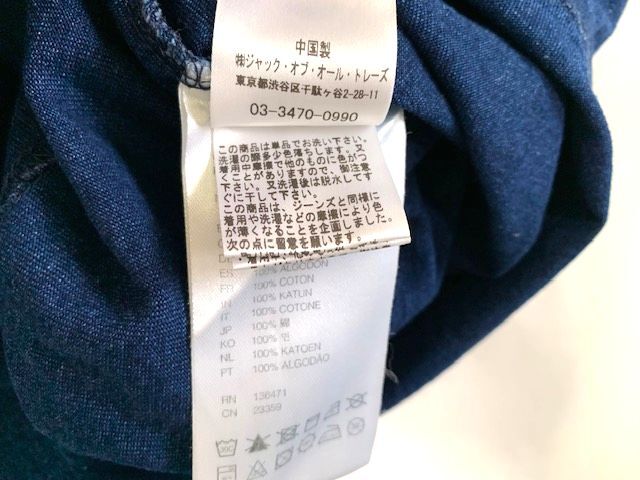 中国製
㈱ジャック・オブ・オール・トレーズ
東京都渋谷区千駄ヶ谷2-28-11
03-3470-0990
この商品は単品でお洗い下さい。
洗濯の際多少色落ちします。又
着用中摩擦で他のものに色がつ
くことがありますので、御注意
下さい。又洗濯後は脱水してす
ぐに干して下さい。
この商品は、ジーンズと同様に
着用や洗濯などの摩擦により色
が薄くなることを企画しました。
次の点に留意を願います。
ES 100% ALGODON
FR 100% COTON
IN 100% KATUN
IT 100% COTONE
JP 100% 綿
KO 100% 면
NL 100% KATOEN
PT 100% ALGODÃO
RN 136471
CN 23359